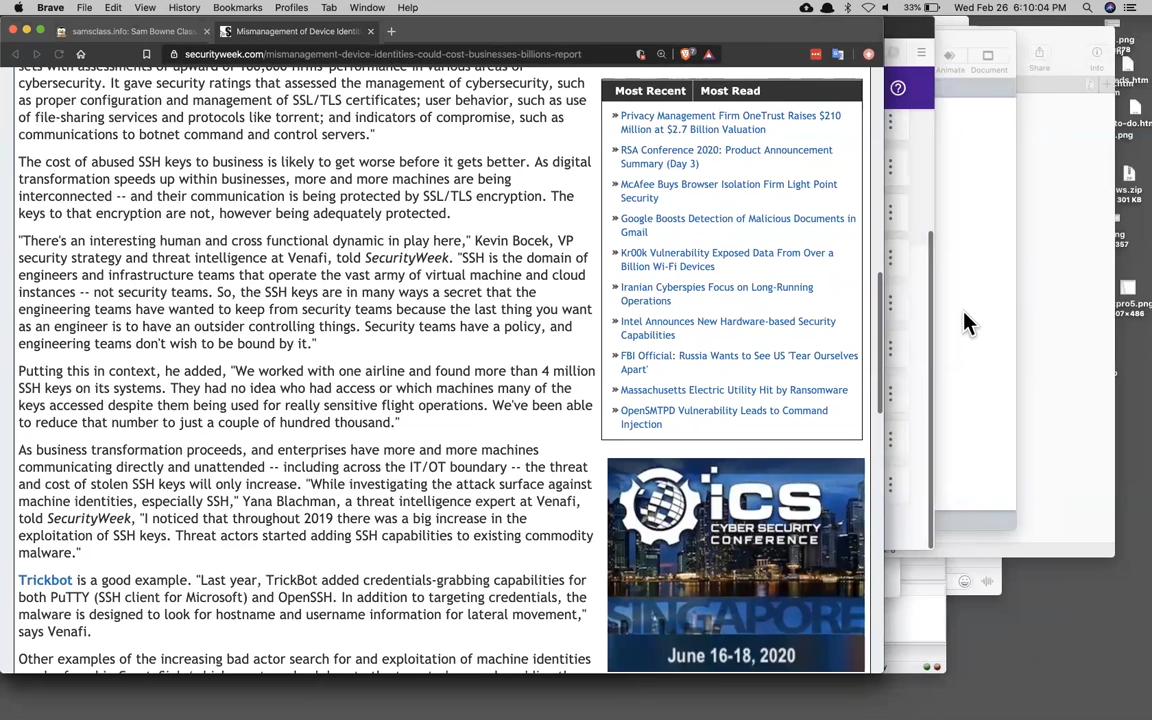 Brave File Edit View History Bookmarks Profiles Tab Window Help
33% Wed Feb 26 6:10:04 PM
samsclass.info: Sam Bowne Clas
Mismanagement of Device Identi
securityweek.com/mismanagement-device-identities-could-cost-businesses-billions-report
cybersecurity. It gave security ratings that assessed the management of cybersecurity, such
as proper configuration and management of SSL/TLS certificates; user behavior, such as use
of file-sharing services and protocols like torrent; and indicators of compromise, such as
communications to botnet command and control servers."
The cost of abused SSH keys to business is likely to get worse before it gets better. As digital
transformation speeds up within businesses, more and more machines are being
interconnected -- and their communication is being protected by SSL/TLS encryption. The
keys to that encryption are not, however being adequately protected.
"There's an interesting human and cross functional dynamic in play here," Kevin Bocek, VP
security strategy and threat intelligence at Venafi, told SecurityWeek. "SSH is the domain of
engineers and infrastructure teams that operate the vast army of virtual machine and cloud
instances -- not security teams. So, the SSH keys are in many ways a secret that the
engineering teams have wanted to keep from security teams because the last thing you want
as an engineer is to have an outsider controlling things. Security teams have a policy, and
engineering teams don't wish to be bound by it."
Putting this in context, he added, "We worked with one airline and found more than 4 million
SSH keys on its systems. They had no idea who had access or which machines many of the
keys accessed despite them being used for really sensitive flight operations. We've been able
to reduce that number to just a couple of hundred thousand."
As business transformation proceeds, and enterprises have more and more machines
communicating directly and unattended -- including across the IT/OT boundary -- the threat
and cost of stolen SSH keys will only increase. "While investigating the attack surface against
machine identities, especially SSH," Yana Blachman, a threat intelligence expert at Venafi,
told SecurityWeek, "I noticed that throughout 2019 there was a big increase in the
exploitation of SSH keys. Threat actors started adding SSH capabilities to existing commodity
malware."
Trickbot is a good example. "Last year, TrickBot added credentials-grabbing capabilities for
both PuTTY (SSH client for Microsoft) and OpenSSH. In addition to targeting credentials, the
malware is designed to look for hostname and username information for lateral movement,"
says Venafi.
Other examples of the increasing bad actor search for and exploitation of machine identities
Most Recent Most Read
» Privacy Management Firm OneTrust Raises $210
Million at $2.7 Billion Valuation
» RSA Conference 2020: Product Announcement
Summary (Day 3)
» McAfee Buys Browser Isolation Firm Light Point
Security
» Google Boosts Detection of Malicious Documents in
Gmail
» Kr00k Vulnerability Exposed Data From Over a
Billion Wi-Fi Devices
» Iranian Cyberspies Focus on Long-Running
Operations
» Intel Announces New Hardware-based Security
Capabilities
» FBI Official: Russia Wants to See US 'Tear Ourselves
Apart'
» Massachusetts Electric Utility Hit by Ransomware
» OpenSMTPD Vulnerability Leads to Command
Injection
ICS
CYBER SECURITY
CONFERENCE
SINGAPORE
June 16-18, 2020
Animate Document Share
.png
to-do.htm
.png
ws.zip
301 KB
ng
357
pro5.png
07×486